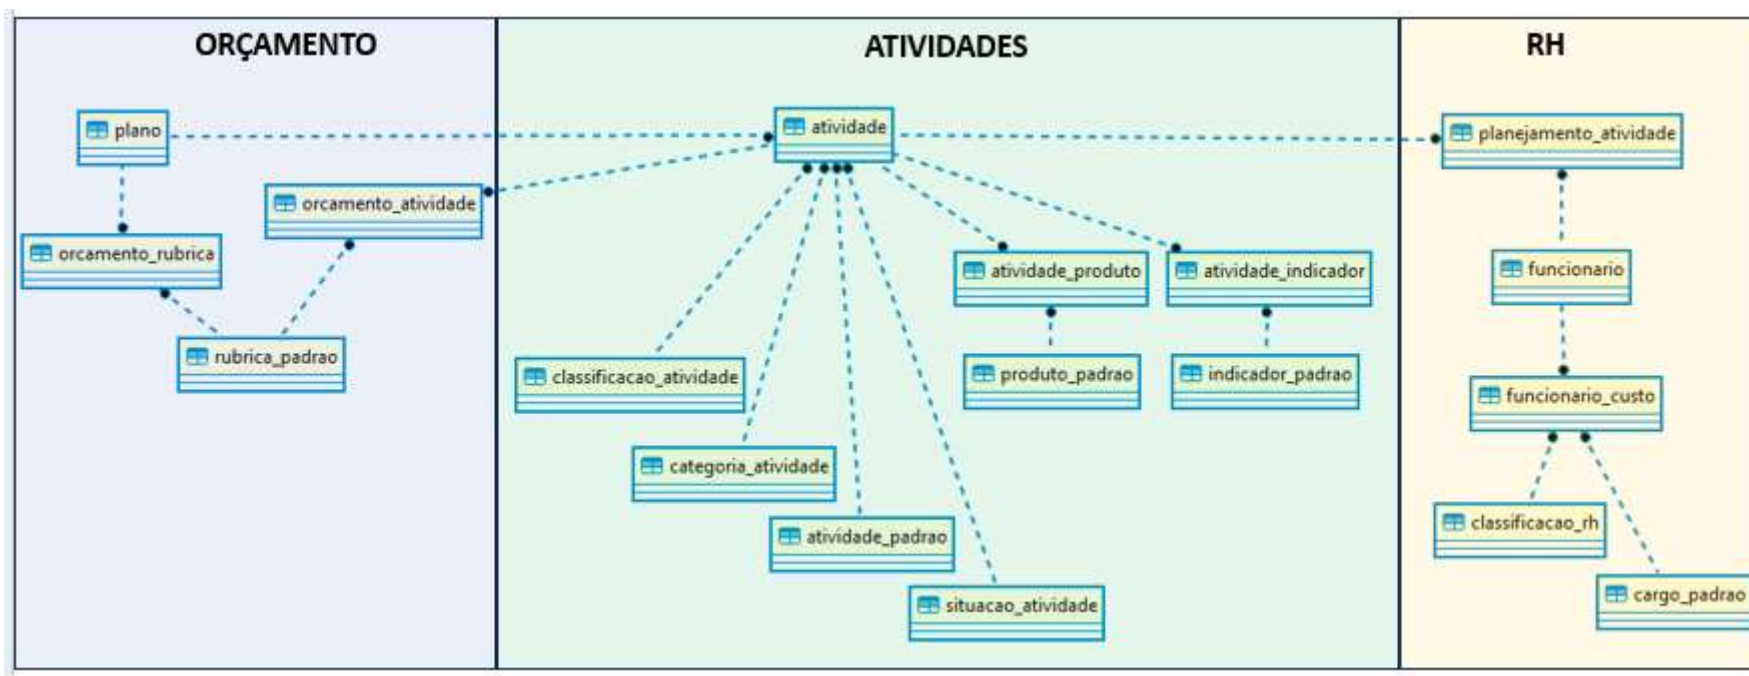 ORÇAMENTO
plano
orcamento_atividade
orcamento_rubrica
rubrica_padrao
ATIVIDADES
atividade
atividade_produto
atividade_indicador
produto_padrao
indicador_padrao
classificacao_atividade
categoria_atividade
atividade_padrao
situacao_atividade
RH
planejamento_atividade
funcionario
funcionario_custo
classificacao_rh
cargo_padrao